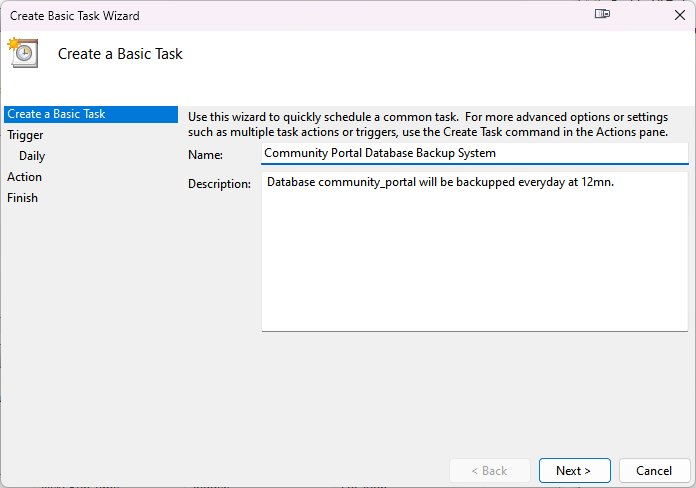 Create Basic Task Wizard
Create a Basic Task
Create a Basic Task
Trigger
Daily
Action
Finish
Use this wizard to quickly schedule a common task.  For more advanced options or settings
such as multiple task actions or triggers, use the Create Task command in the Actions pane.
Name:
Community Portal Database Backup System
Description:
Database community_portal will be backupped everyday at 12mn.
< Back
Next >
Cancel